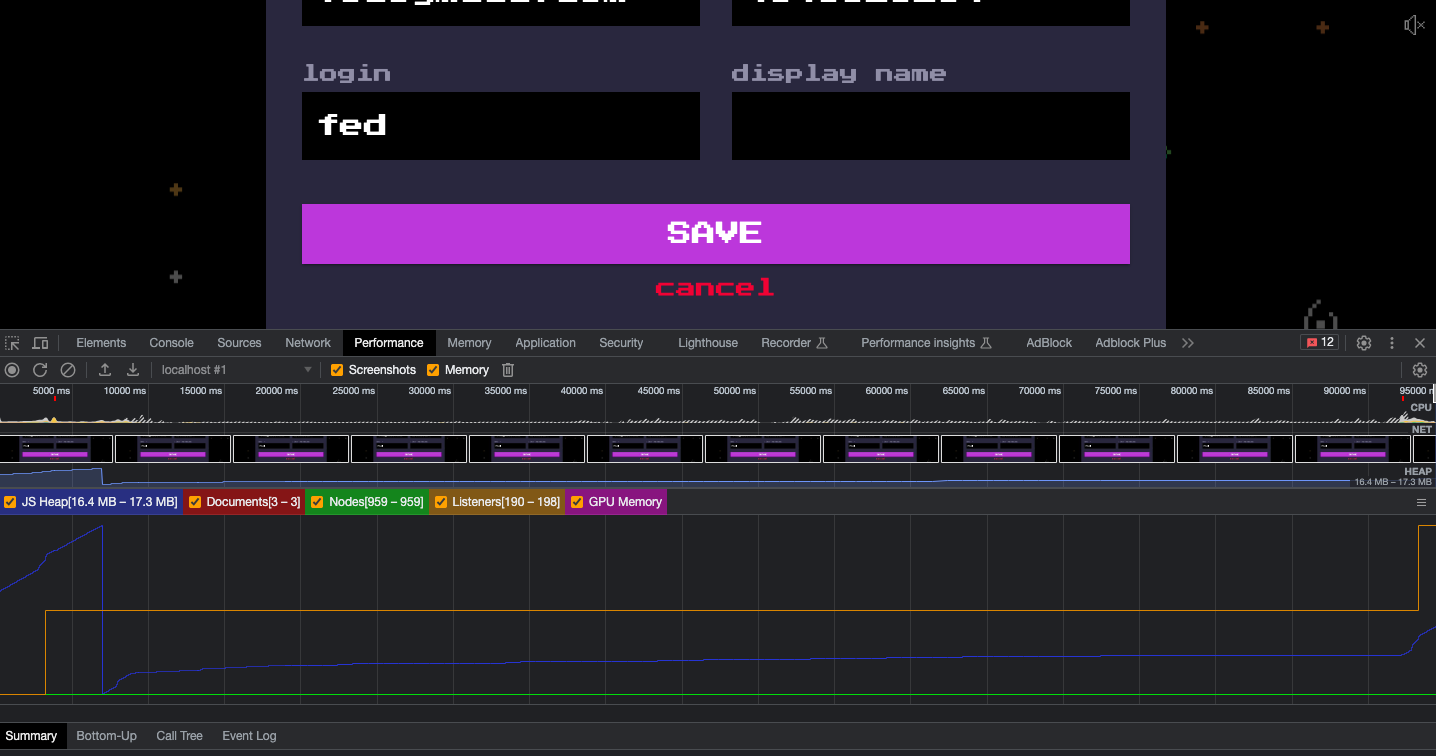 login
display name
fed
SAVE
cancel
Elements Console Sources Network Performance Memory Application Security Lighthouse Recorder Performance insights AdBlock Adblock Plus 12
localhost #1 Screenshots Memory
5000 ms 10000 ms 15000 ms 20000 ms 25000 ms 30000 ms 35000 ms 40000 ms 45000 ms 50000 ms 55000 ms 60000 ms 65000 ms 70000 ms 75000 ms 80000 ms 85000 ms 90000 ms 95000
CPU
NET
HEAP
16.4 MB – 17.3 MB
JS Heap[16.4 MB – 17.3 MB] Documents[3 – 3] Nodes[959 – 959] Listeners[190 – 198] GPU Memory
Summary Bottom-Up Call Tree Event Log